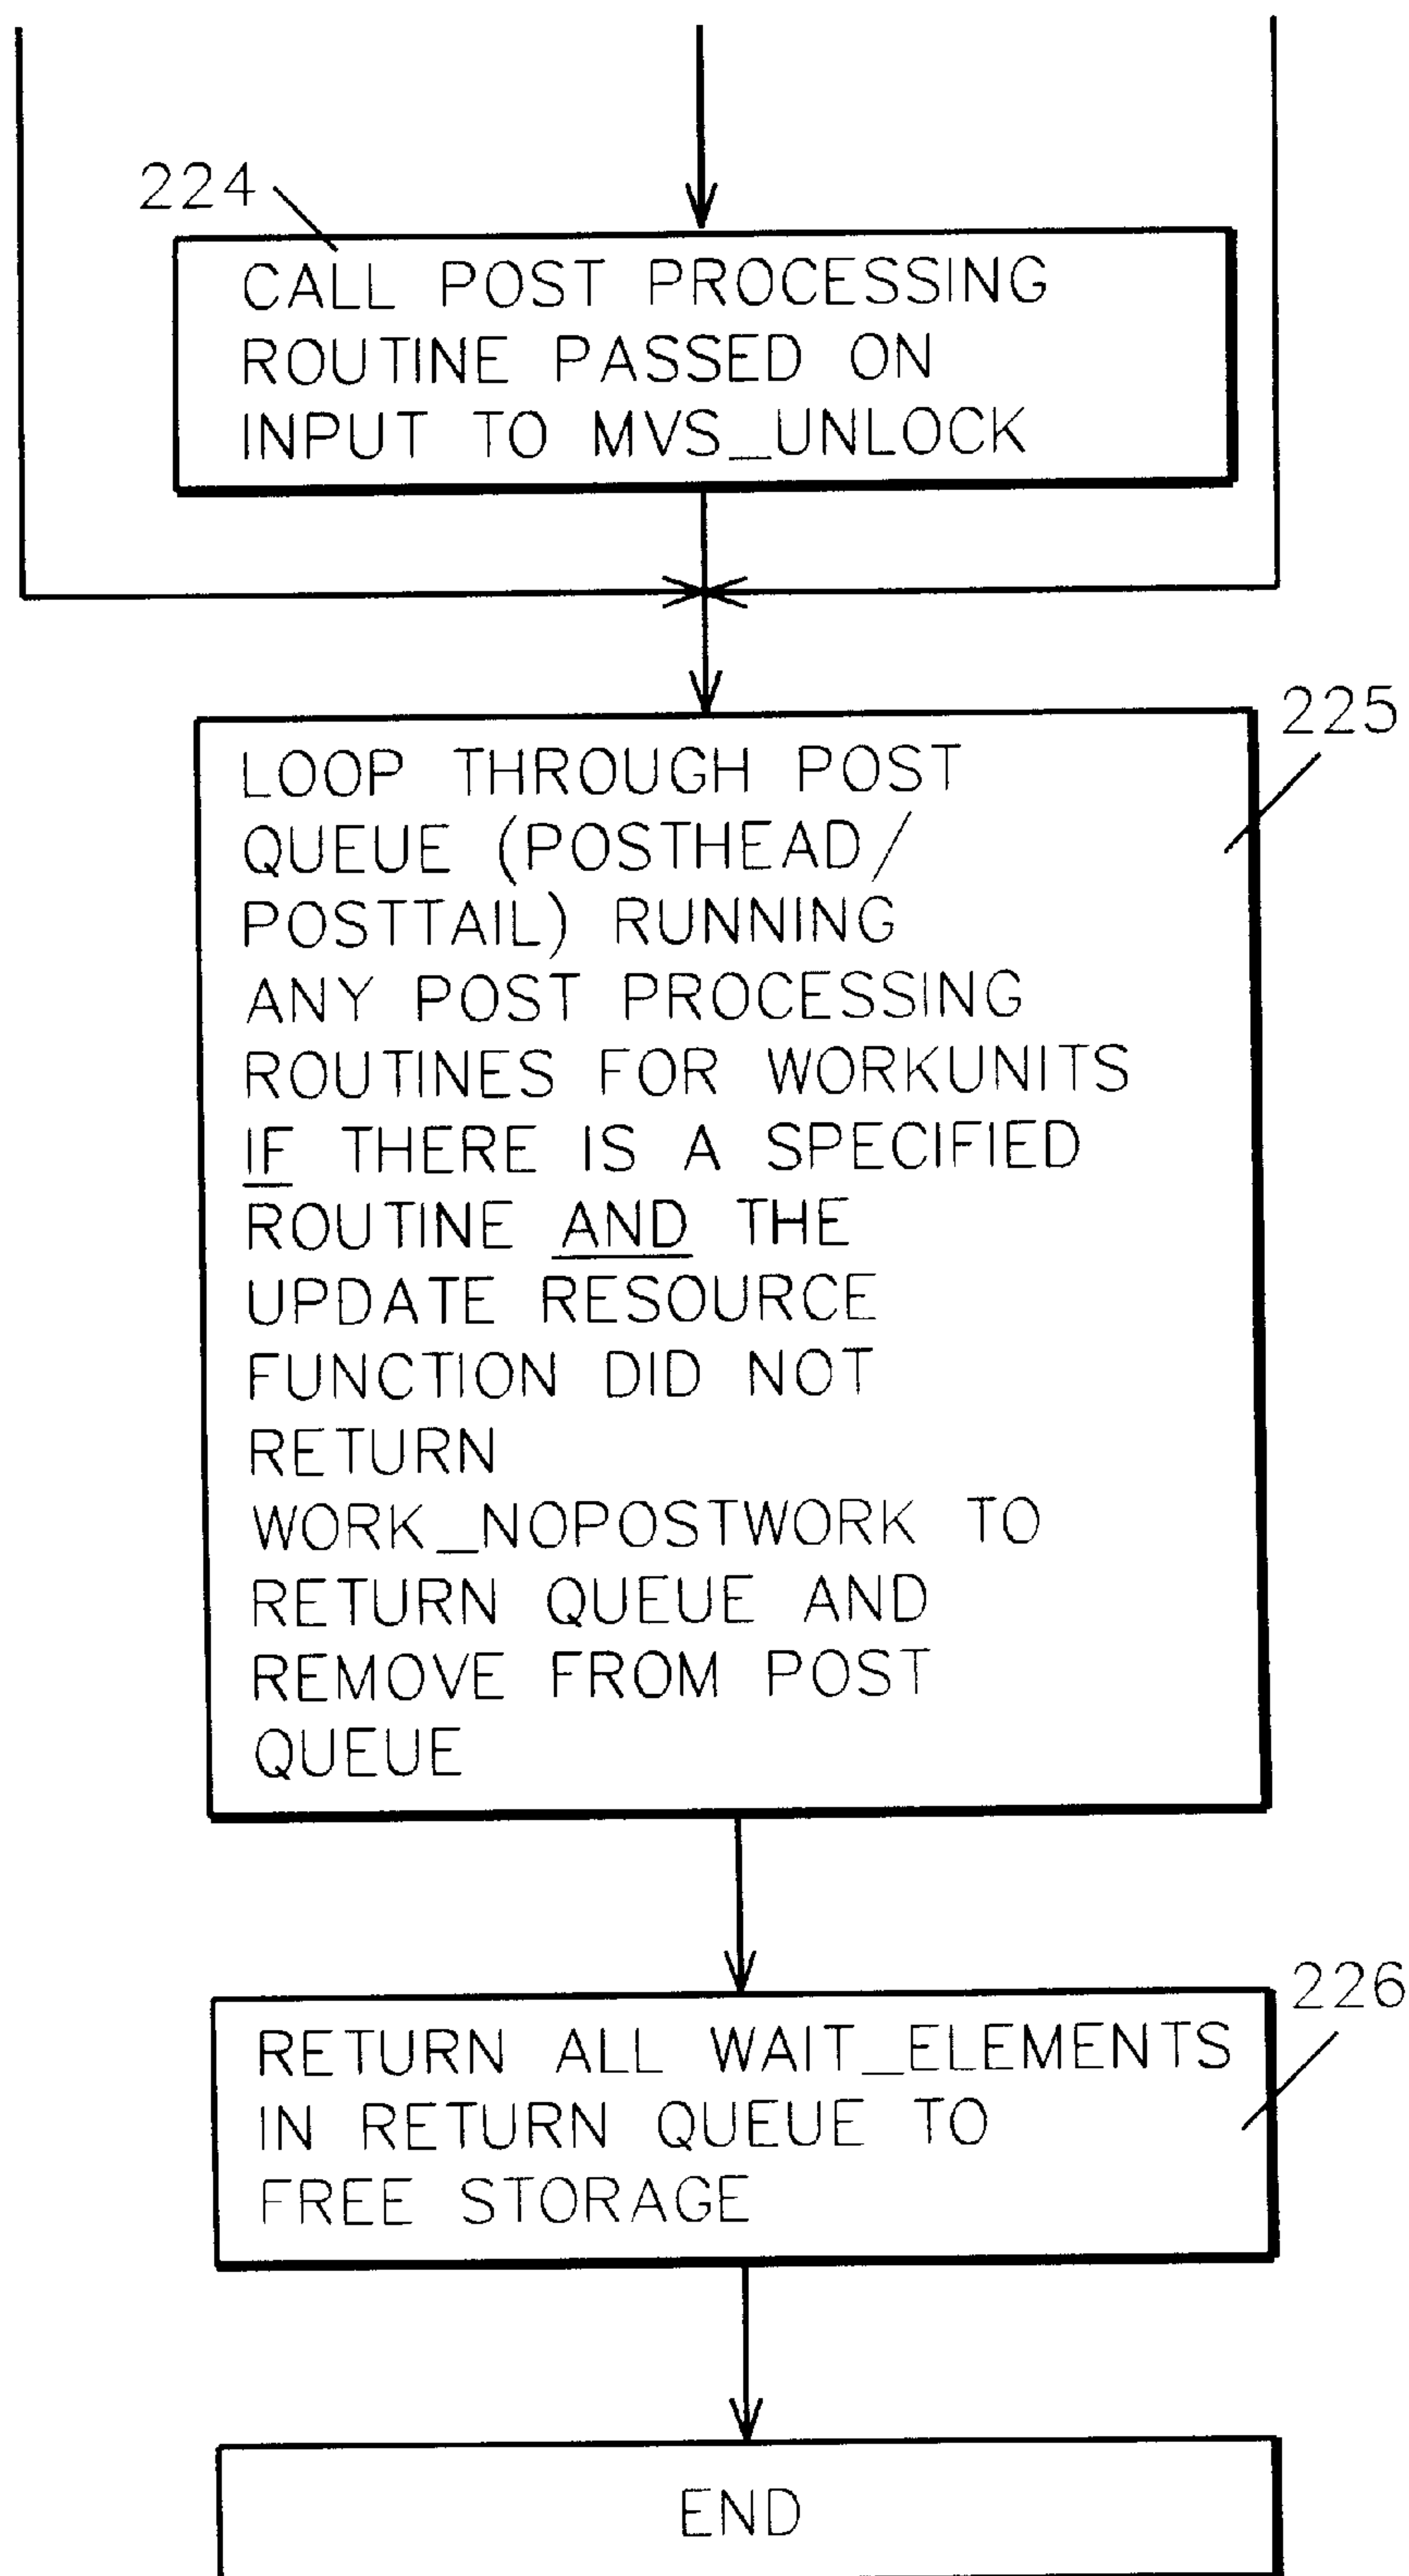 224
CALL POST PROCESSING
ROUTINE PASSED ON
INPUT TO MVS_UNLOCK
225
LOOP THROUGH POST
QUEUE (POSTHEAD/
POSTTAIL) RUNNING
ANY POST PROCESSING
ROUTINES FOR WORKUNITS
IF THERE IS A SPECIFIED
ROUTINE AND THE
UPDATE RESOURCE
FUNCTION DID NOT
RETURN
WORK_NOPOSTWORK TO
RETURN QUEUE AND
REMOVE FROM POST
QUEUE
226
RETURN ALL WAIT_ELEMENTS
IN RETURN QUEUE TO
FREE STORAGE
END